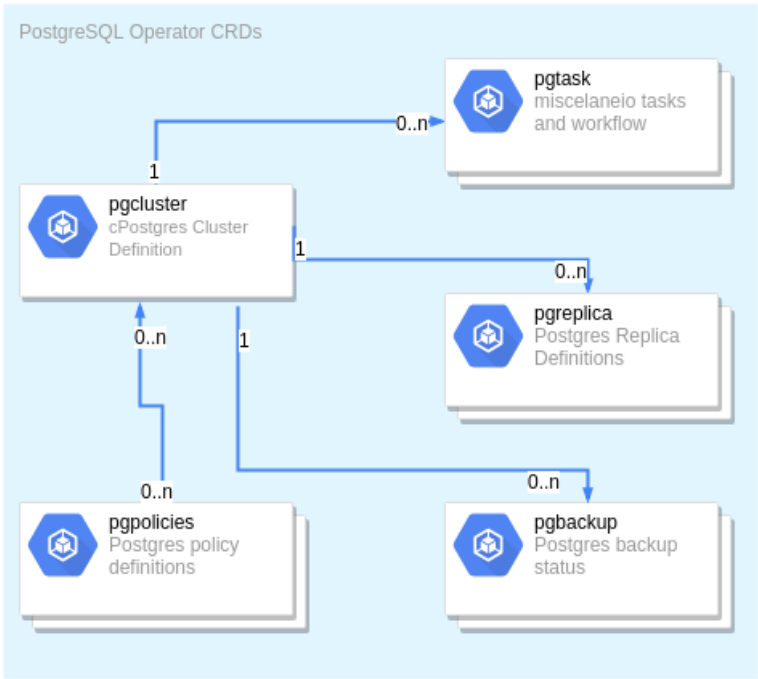 PostgreSQL Operator CRDs
pgtask
miscelaneio tasks
and workflow
0..n
1
pgcluster
cPostgres Cluster
Definition
1
0..n
pgreplica
Postgres Replica
Definitions
0..n
1
0..n
0..n
pgpolicies
Postgres policy
definitions
pgbackup
Postgres backup
status